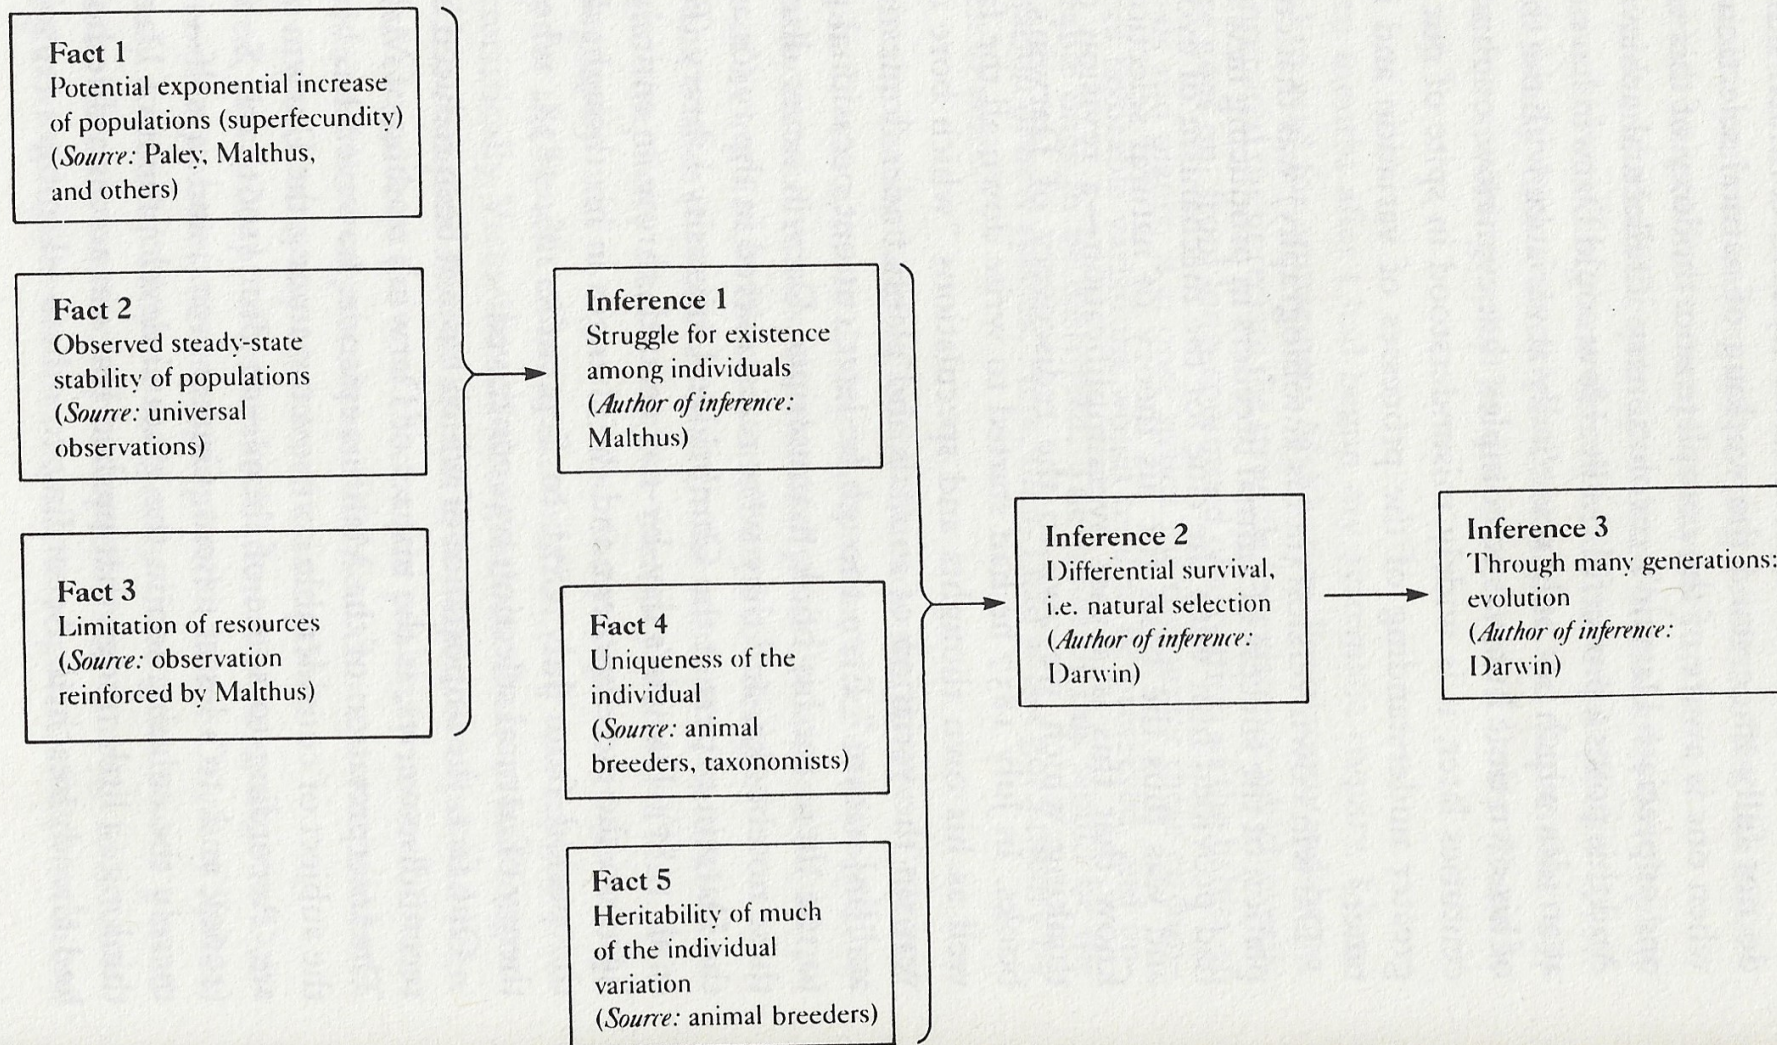 Fact 1
Potential exponential increase
of populations (superfecundity)
(Source: Paley, Malthus,
and others)
Fact 2
Observed steady-state
stability of populations
(Source: universal
observations)
Fact 3
Limitation of resources
(Source: observation
reinforced by Malthus)
Inference 1
Struggle for existence
among individuals
(Author of inference:
Malthus)
Fact 4
Uniqueness of the
individual
(Source: animal
breeders, taxonomists)
Fact 5
Heritability of much
of the individual
variation
(Source: animal breeders)
Inference 2
Differential survival,
i.e. natural selection
(Author of inference:
Darwin)
Inference 3
Through many generations:
evolution
(Author of inference:
Darwin)